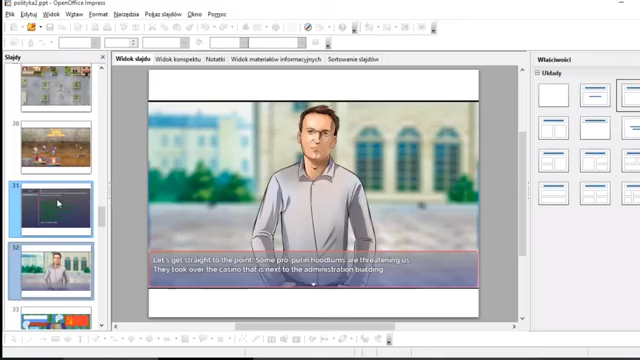 polityka2.ppt - OpenOffice Impress
Plik Edytuj Widok Wstaw Format Narzędzia Pokaz slajdów Okno Pomoc
Slajdy
Widok slajdu Widok konspektu Notatki Widok materiałów informacyjnych Sortowanie slajdów
Właściwości
Układy
30
31
32
33
Let's get straight to the point. Some pro-putin hoodlums are threatening us.
They took over the casino that is next to the administration building